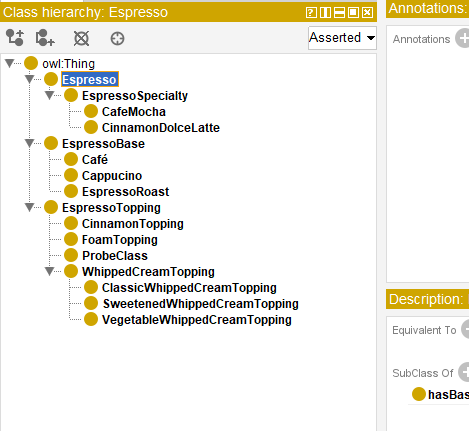 Class hierarchy: Espresso
Asserted
owl:Thing
Espresso
EspressoSpecialty
CafeMocha
CinnamonDolceLatte
EspressoBase
Café
Cappucino
EspressoRoast
EspressoTopping
CinnamonTopping
FoamTopping
ProbeClass
WhippedCreamTopping
ClassicWhippedCreamTopping
SweetenedWhippedCreamTopping
VegetableWhippedCreamTopping
Annotations:
Annotations
Description:
Equivalent To
SubClass Of
hasBas